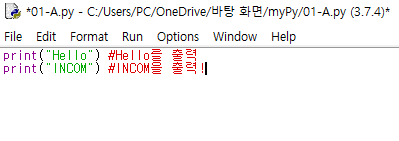 *01-A.py - C:/Users/PC/OneDrive/바탕 화면/myPy/01-A.py (3.7.4)*
File Edit Format Run Options Window Help
print("Hello") #Hello를 출력
print("INCOM") #INCOM를 출력!